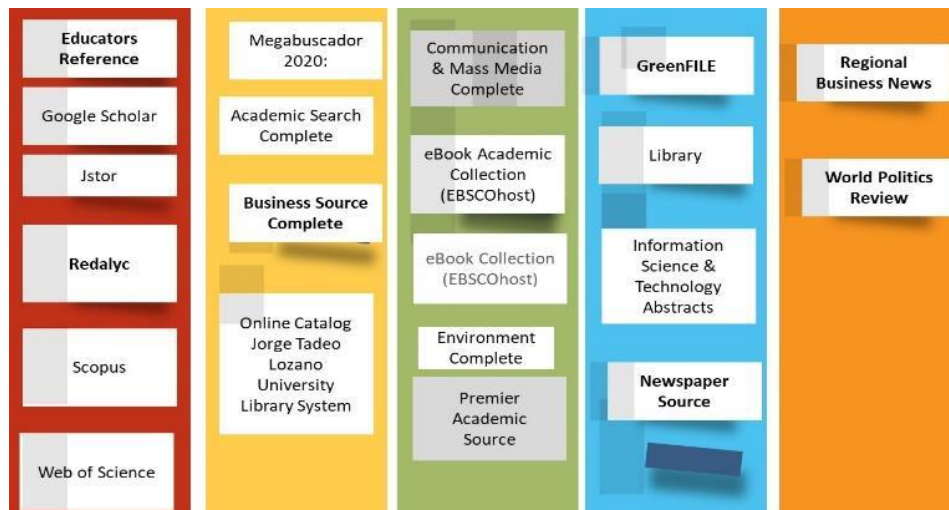 Educators
Reference
Google Scholar
Jstor
Redalyc
Scopus
Web of Science
Megabuscador
2020:
Academic Search
Complete
Business Source
Complete
Online Catalog
Jorge Tadeo
Lozano
University
Library System
Communication
& Mass Media
Complete
eBook Academic
Collection
(EBSCOhost)
eBook Collection
(EBSCOhost)
Environment
Complete
Premier
Academic
Source
GreenFILE
Library
Information
Science &
Technology
Abstracts
Newspaper
Source
Regional
Business News
World Politics
Review